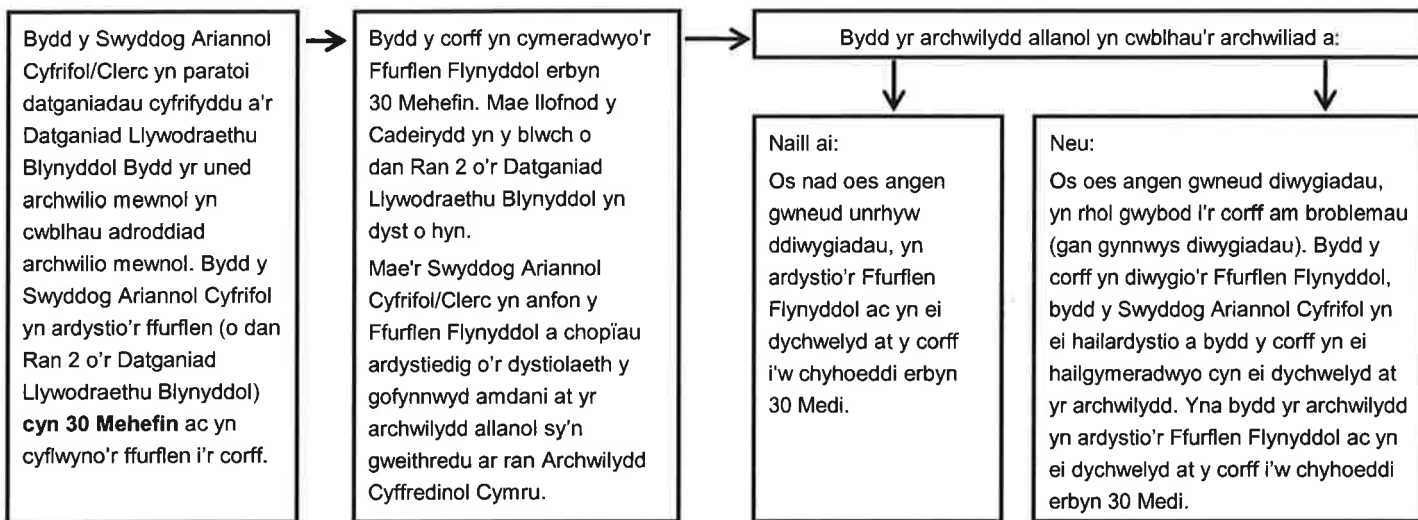 Bydd y Swyddog Ariannol
Cyfrifol/Clerc yn paratoi
datganiadau cyfrifyddu a'r
Datganiad Llywodraethu
Blynyddol Bydd yr uned
archwilio mewnol yn
cwblhau adroddiad
archwilio mewnol. Bydd y
Swyddog Ariannol Cyfrifol
yn ardystio'r ffurflen (o dan
Ran 2 o'r Datganiad
Llywodraethu Blynyddol)
cyn 30 Mehefin ac yn
cyflwyno'r ffurflen i'r corff.
Bydd y corff yn cymeradwyo'r
Ffurflen Flynyddol erbyn
30 Mehefin. Mae llofnod y
Cadeirydd yn y blwch o
dan Ran 2 o'r Datganiad
Llywodraethu Blynyddol yn
dyst o hyn.
Mae'r Swyddog Ariannol
Cyfrifol/Clerc yn anfon y
Ffurflen Flynyddol a chopïau
ardystiedig o'r dystiolaeth y
gofynnwyd amdani at yr
archwilydd allanol sy'n
gweithredu ar ran Archwilydd
Cyffredinol Cymru.
Bydd yr archwilydd allanol yn cwblhau'r archwiliad a:
Naill ai:
Os nad oes angen
gwneud unrhyw
ddiwygiadau, yn
ardystio'r Ffurflen
Flynyddol ac yn ei
dychwelyd at y corff
i'w chyhoeddi erbyn
30 Medi.
Neu:
Os oes angen gwneud diwygiadau,
yn rhoi gwybod i'r corff am broblemau
(gan gynnwys diwygiadau). Bydd y
corff yn diwygio'r Ffurflen Flynyddol,
bydd y Swyddog Ariannol Cyfrifol yn
ei hailardystio a bydd y corff yn ei
hailgymeradwyo cyn ei dychwelyd at
yr archwilydd. Yna bydd yr archwilydd
yn ardystio'r Ffurflen Flynyddol ac yn
ei dychwelyd at y corff i'w chyhoeddi
erbyn 30 Medi.